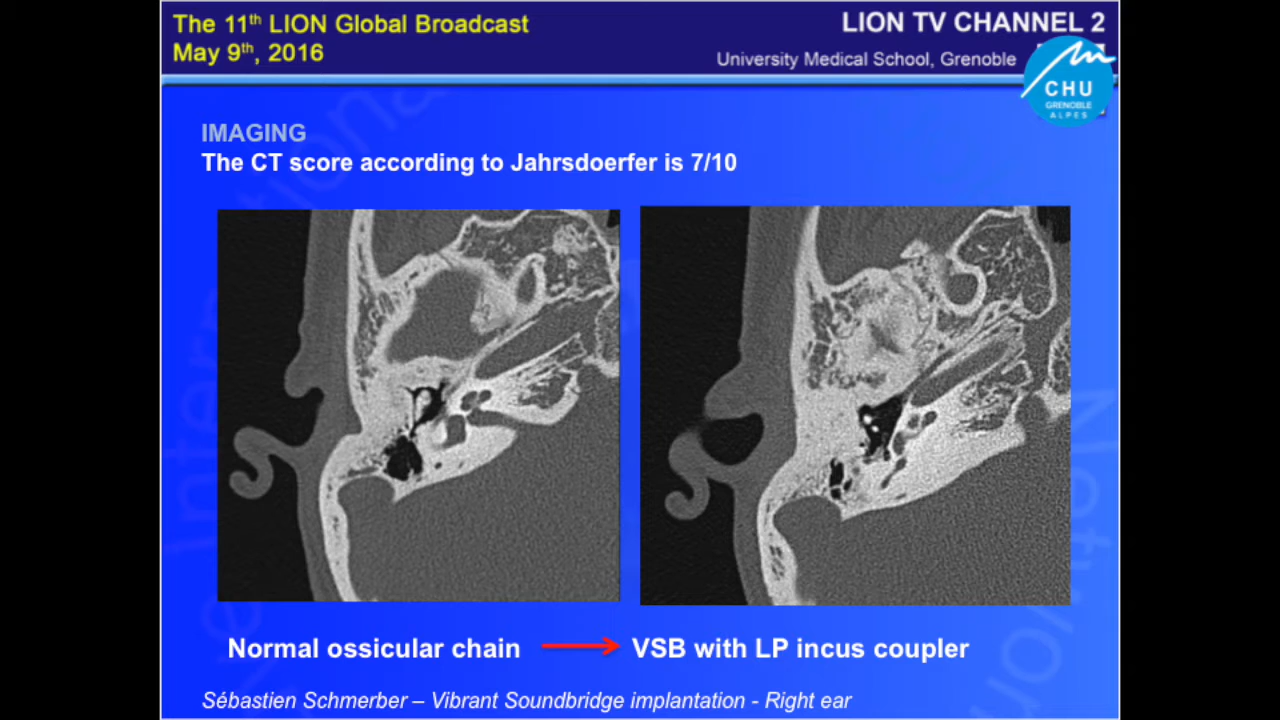 The 11th LION Global Broadcast
May 9th, 2016
LION TV CHANNEL 2
University Medical School, Grenoble
CHU
GRENOBLE
ALPES
IMAGING
The CT score according to Jahrsdoerfer is 7/10
Normal ossicular chain
VSB with LP incus coupler
Sébastien Schmerber – Vibrant Soundbridge implantation - Right ear